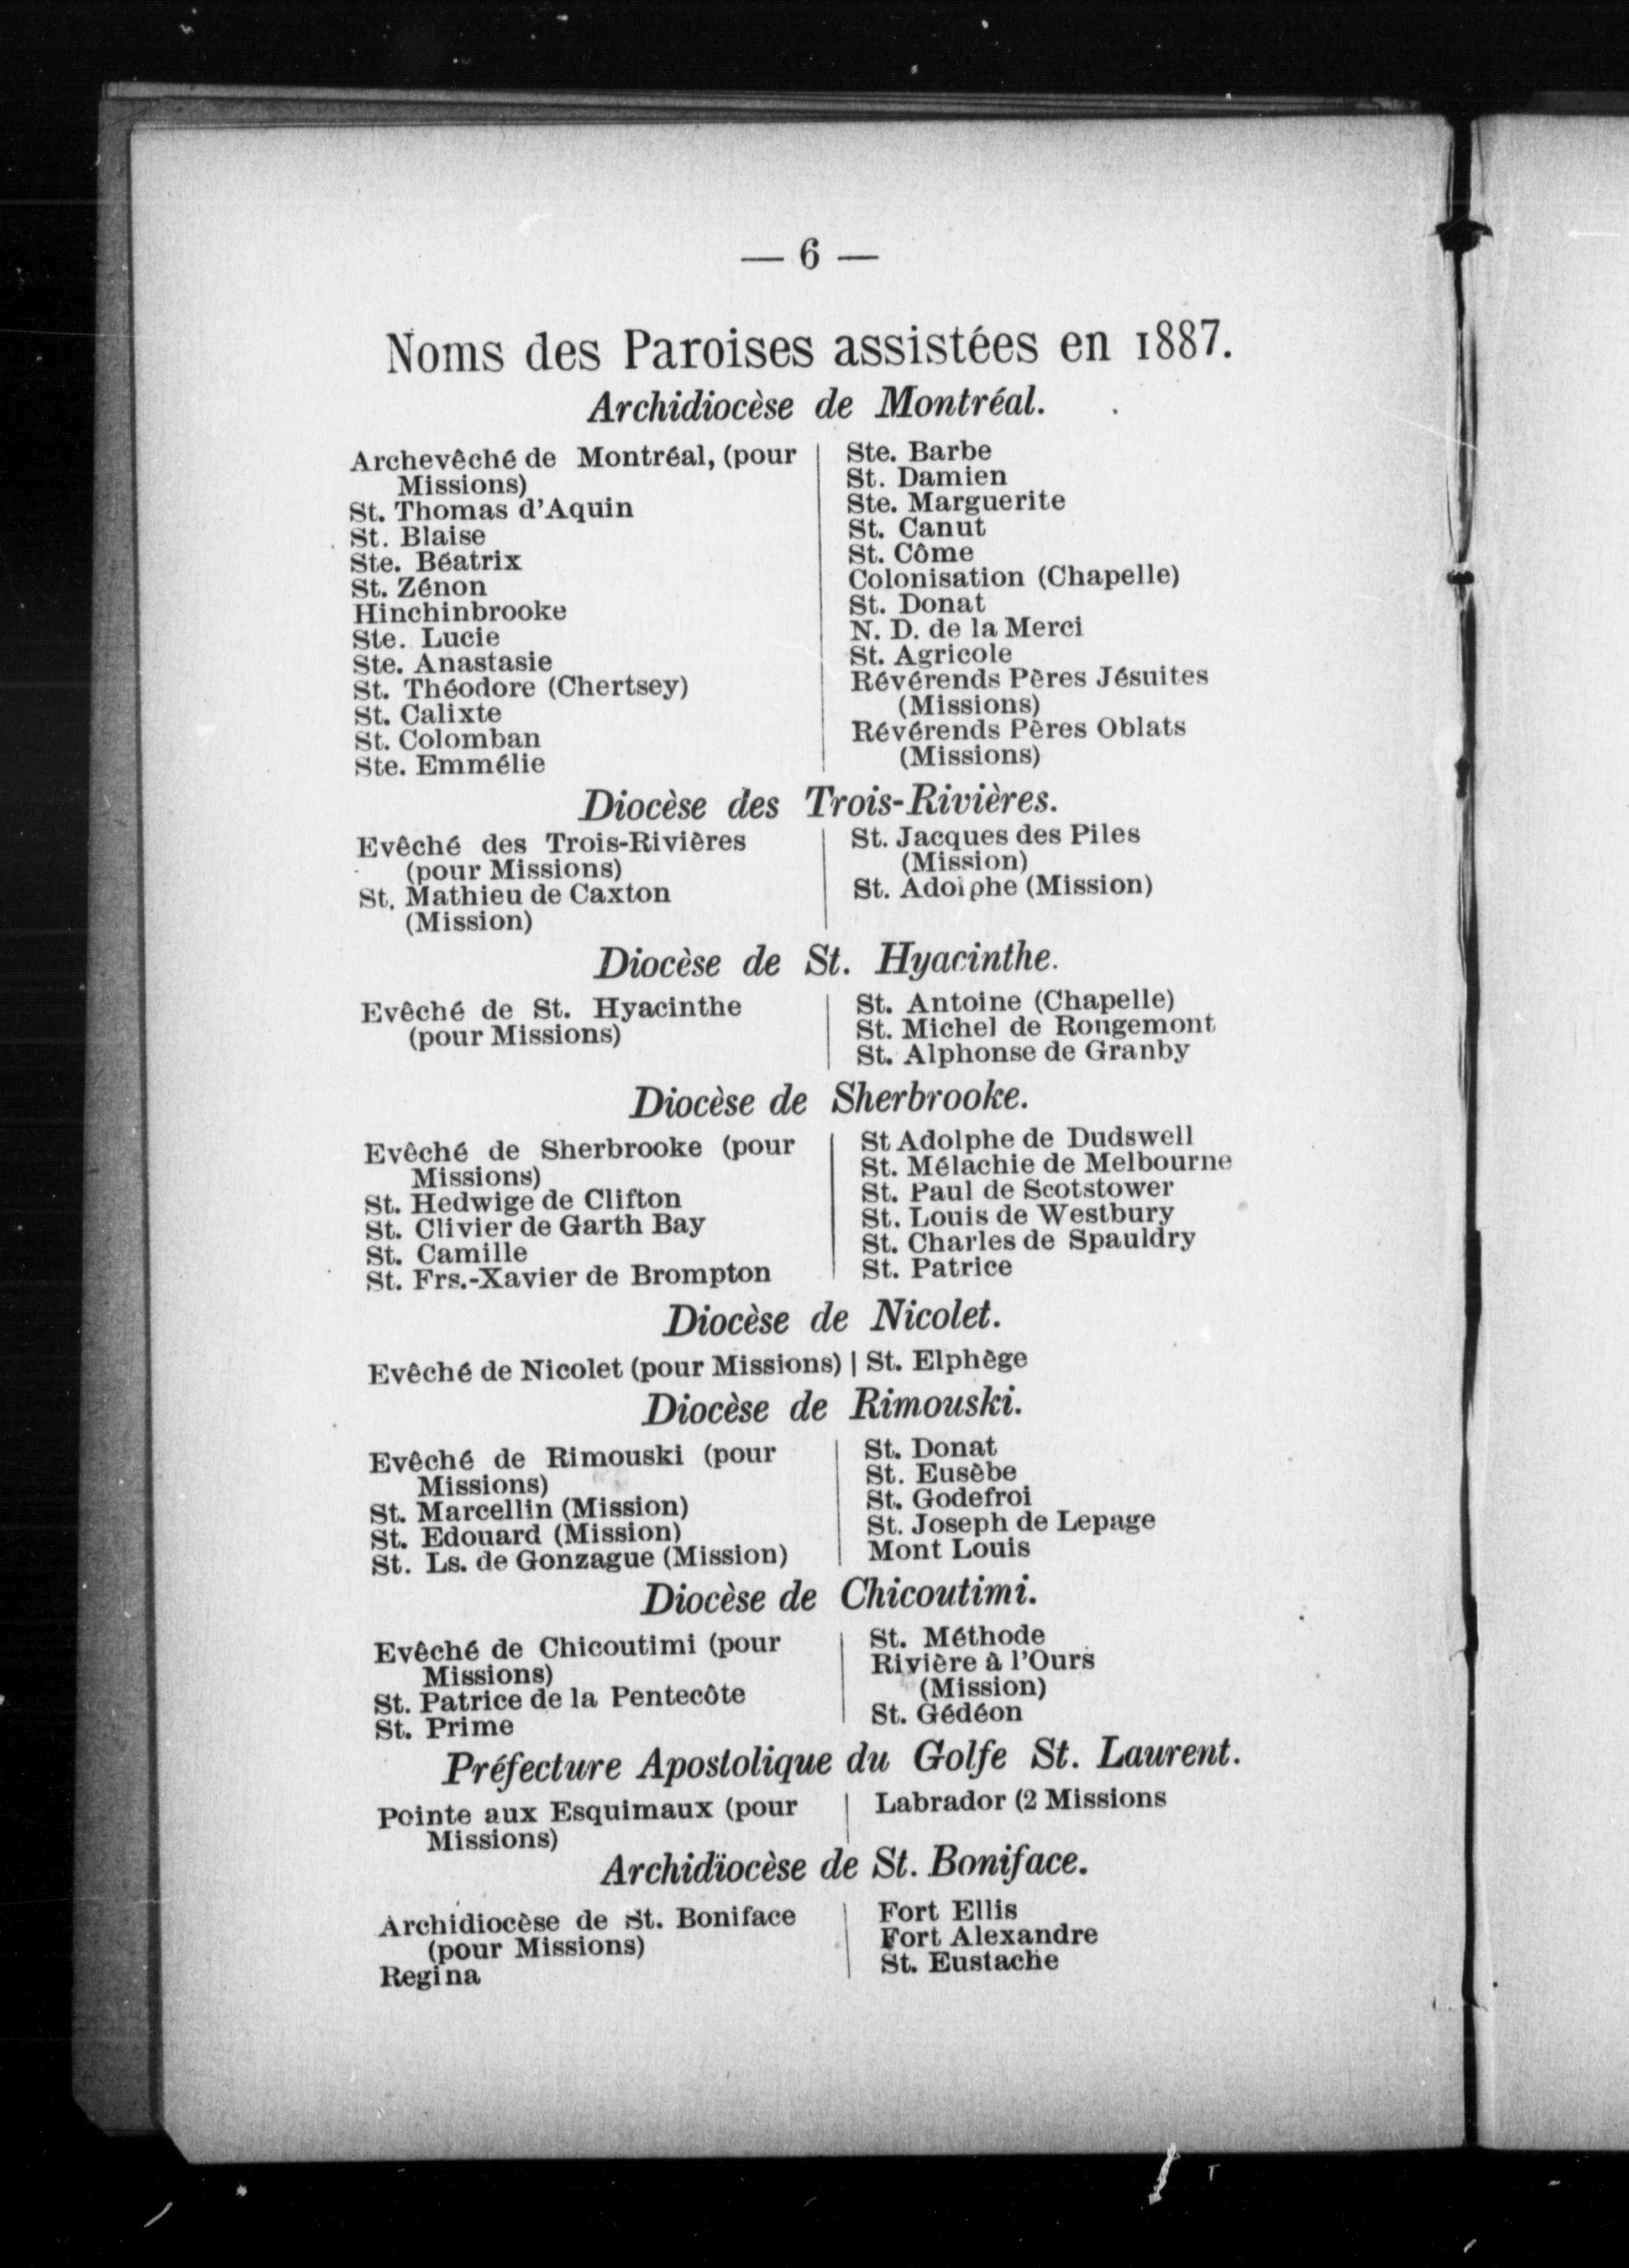 — 6 —
Noms des Paroises assistées en 1887.
Archidiocèse de Montréal.
Archevêché de Montréal, (pour
Missions)
St. Thomas d'Aquin
St. Blaise
Ste. Béatrix
St. Zénon
Hinchinbrooke
Ste. Lucie
Ste. Anastasie
St. Théodore (Chertsey)
St. Calixte
St. Colomban
Ste. Emmélie
Ste. Barbe
St. Damien
Ste. Marguerite
St. Canut
St. Côme
Colonisation (Chapelle)
St. Donat
N. D. de la Merci
St. Agricole
Révérends Pères Jésuites
(Missions)
Révérends Pères Oblats
(Missions)
Diocèse des Trois-Rivières.
Evêché des Trois-Rivières
(pour Missions)
St. Mathieu de Caxton
(Mission)
St. Jacques des Piles
(Mission)
St. Adolphe (Mission)
Diocèse de St. Hyacinthe.
Evêché de St. Hyacinthe
(pour Missions)
St. Antoine (Chapelle)
St. Michel de Rougemont
St. Alphonse de Granby
Diocèse de Sherbrooke.
Evêché de Sherbrooke (pour
Missions)
St. Hedwige de Clifton
St. Clivier de Garth Bay
St. Camille
St. Frs.-Xavier de Brompton
St Adolphe de Dudswell
St. Mélachie de Melbourne
St. Paul de Scotstower
St. Louis de Westbury
St. Charles de Spauldry
St. Patrice
Diocèse de Nicolet.
Evêché de Nicolet (pour Missions) | St. Elphège
Diocèse de Rimouski.
Evêché de Rimouski (pour
Missions)
St. Marcellin (Mission)
St. Edouard (Mission)
St. Ls. de Gonzague (Mission)
St. Donat
St. Eusèbe
St. Godefroi
St. Joseph de Lepage
Mont Louis
Diocèse de Chicoutimi.
Evêché de Chicoutimi (pour
Missions)
St. Patrice de la Pentecôte
St. Prime
St. Méthode
Rivière à l'Ours
(Mission)
St. Gédéon
Préfecture Apostolique du Golfe St. Laurent.
Pointe aux Esquimaux (pour
Missions)
Labrador (2 Missions
Archidiocèse de St. Boniface.
Archidiocèse de St. Boniface
(pour Missions)
Regina
Fort Ellis
Fort Alexandre
St. Eustache